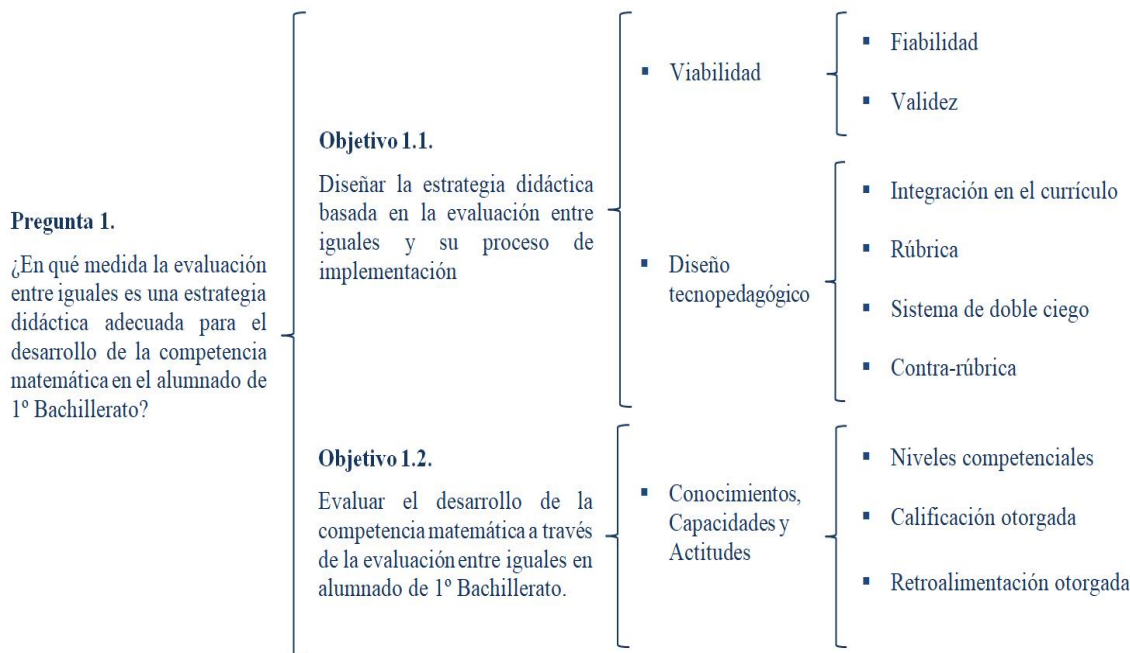 Pregunta 1.
¿En qué medida la evaluación
entre iguales es una estrategia
didáctica adecuada para el
desarrollo de la competencia
matemática en el alumnado de
1º Bachillerato?
Objetivo 1.1.
Diseñar la estrategia didáctica
basada en la evaluación entre
iguales y su proceso de
implementación
▪ Viabilidad
▪ Fiabilidad
▪ Validez
▪ Diseño
tecnopedagógico
▪ Integración en el currículo
▪ Rúbrica
▪ Sistema de doble ciego
▪ Contra-rúbrica
Objetivo 1.2.
Evaluar el desarrollo de la
competencia matemática a través
de la evaluación entre iguales en
alumnado de 1º Bachillerato.
▪ Conocimientos,
Capacidades y
Actitudes
▪ Niveles competenciales
▪ Calificación otorgada
▪ Retroalimentación otorgada